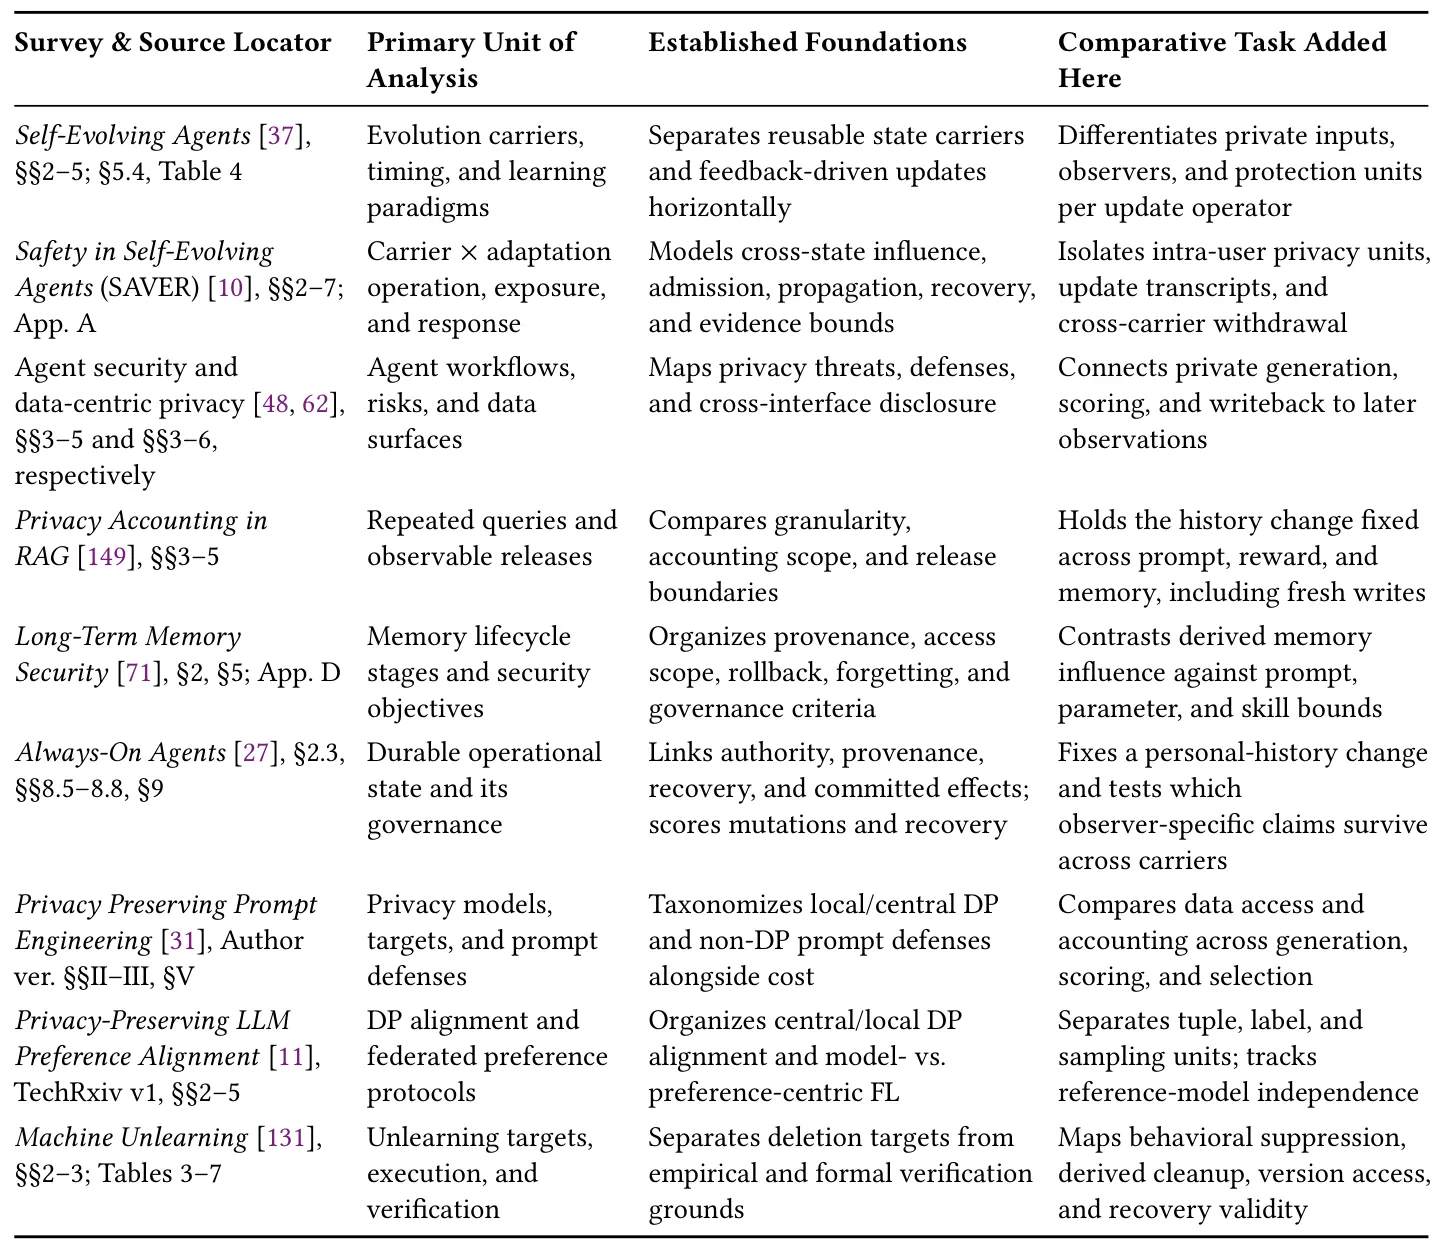 Survey & Source Locator
Primary Unit of
Analysis
Established Foundations
Comparative Task Added
Here
Self-Evolving Agents [37],
§§2–5; §5.4, Table 4
Evolution carriers,
timing, and learning
paradigms
Separates reusable state carriers
and feedback-driven updates
horizontally
Differentiates private inputs,
observers, and protection units
per update operator
Safety in Self-Evolving
Agents (SAVER) [10], §§2–7;
App. A
Carrier × adaptation
operation, exposure,
and response
Models cross-state influence,
admission, propagation, recovery,
and evidence bounds
Isolates intra-user privacy units,
update transcripts, and
cross-carrier withdrawal
Agent security and
data-centric privacy [48, 62],
§§3–5 and §§3–6,
respectively
Agent workflows,
risks, and data
surfaces
Maps privacy threats, defenses,
and cross-interface disclosure
Connects private generation,
scoring, and writeback to later
observations
Privacy Accounting in
RAG [149], §§3–5
Repeated queries and
observable releases
Compares granularity,
accounting scope, and release
boundaries
Holds the history change fixed
across prompt, reward, and
memory, including fresh writes
Long-Term Memory
Security [71], §2, §5; App. D
Memory lifecycle
stages and security
objectives
Organizes provenance, access
scope, rollback, forgetting, and
governance criteria
Contrasts derived memory
influence against prompt,
parameter, and skill bounds
Always-On Agents [27], §2.3,
§§8.5–8.8, §9
Durable operational
state and its
governance
Links authority, provenance,
recovery, and committed effects;
scores mutations and recovery
Fixes a personal-history change
and tests which
observer-specific claims survive
across carriers
Privacy Preserving Prompt
Engineering [31], Author
ver. §§II–III, §V
Privacy models,
targets, and prompt
defenses
Taxonomizes local/central DP
and non-DP prompt defenses
alongside cost
Compares data access and
accounting across generation,
scoring, and selection
Privacy-Preserving LLM
Preference Alignment [11],
TechRxiv v1, §§2–5
DP alignment and
federated preference
protocols
Organizes central/local DP
alignment and model- vs.
preference-centric FL
Separates tuple, label, and
sampling units; tracks
reference-model independence
Machine Unlearning [131],
§§2–3; Tables 3–7
Unlearning targets,
execution, and
verification
Separates deletion targets from
empirical and formal verification
grounds
Maps behavioral suppression,
derived cleanup, version access,
and recovery validity